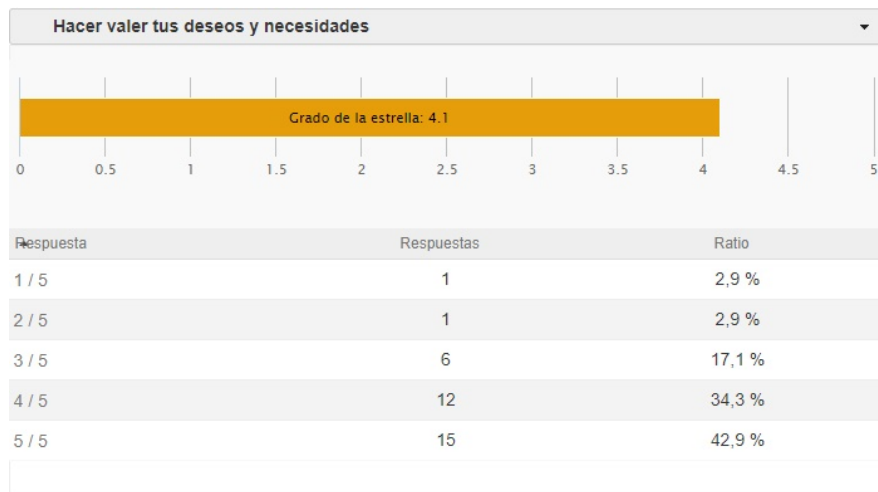 Hacer valer tus deseos y necesidades
Grado de la estrella: 4.1
0 0.5 1 1.5 2 2.5 3 3.5 4 4.5 5
Respuesta Respuestas Ratio
1 / 5 1 2,9 %
2 / 5 1 2,9 %
3 / 5 6 17,1 %
4 / 5 12 34,3 %
5 / 5 15 42,9 %